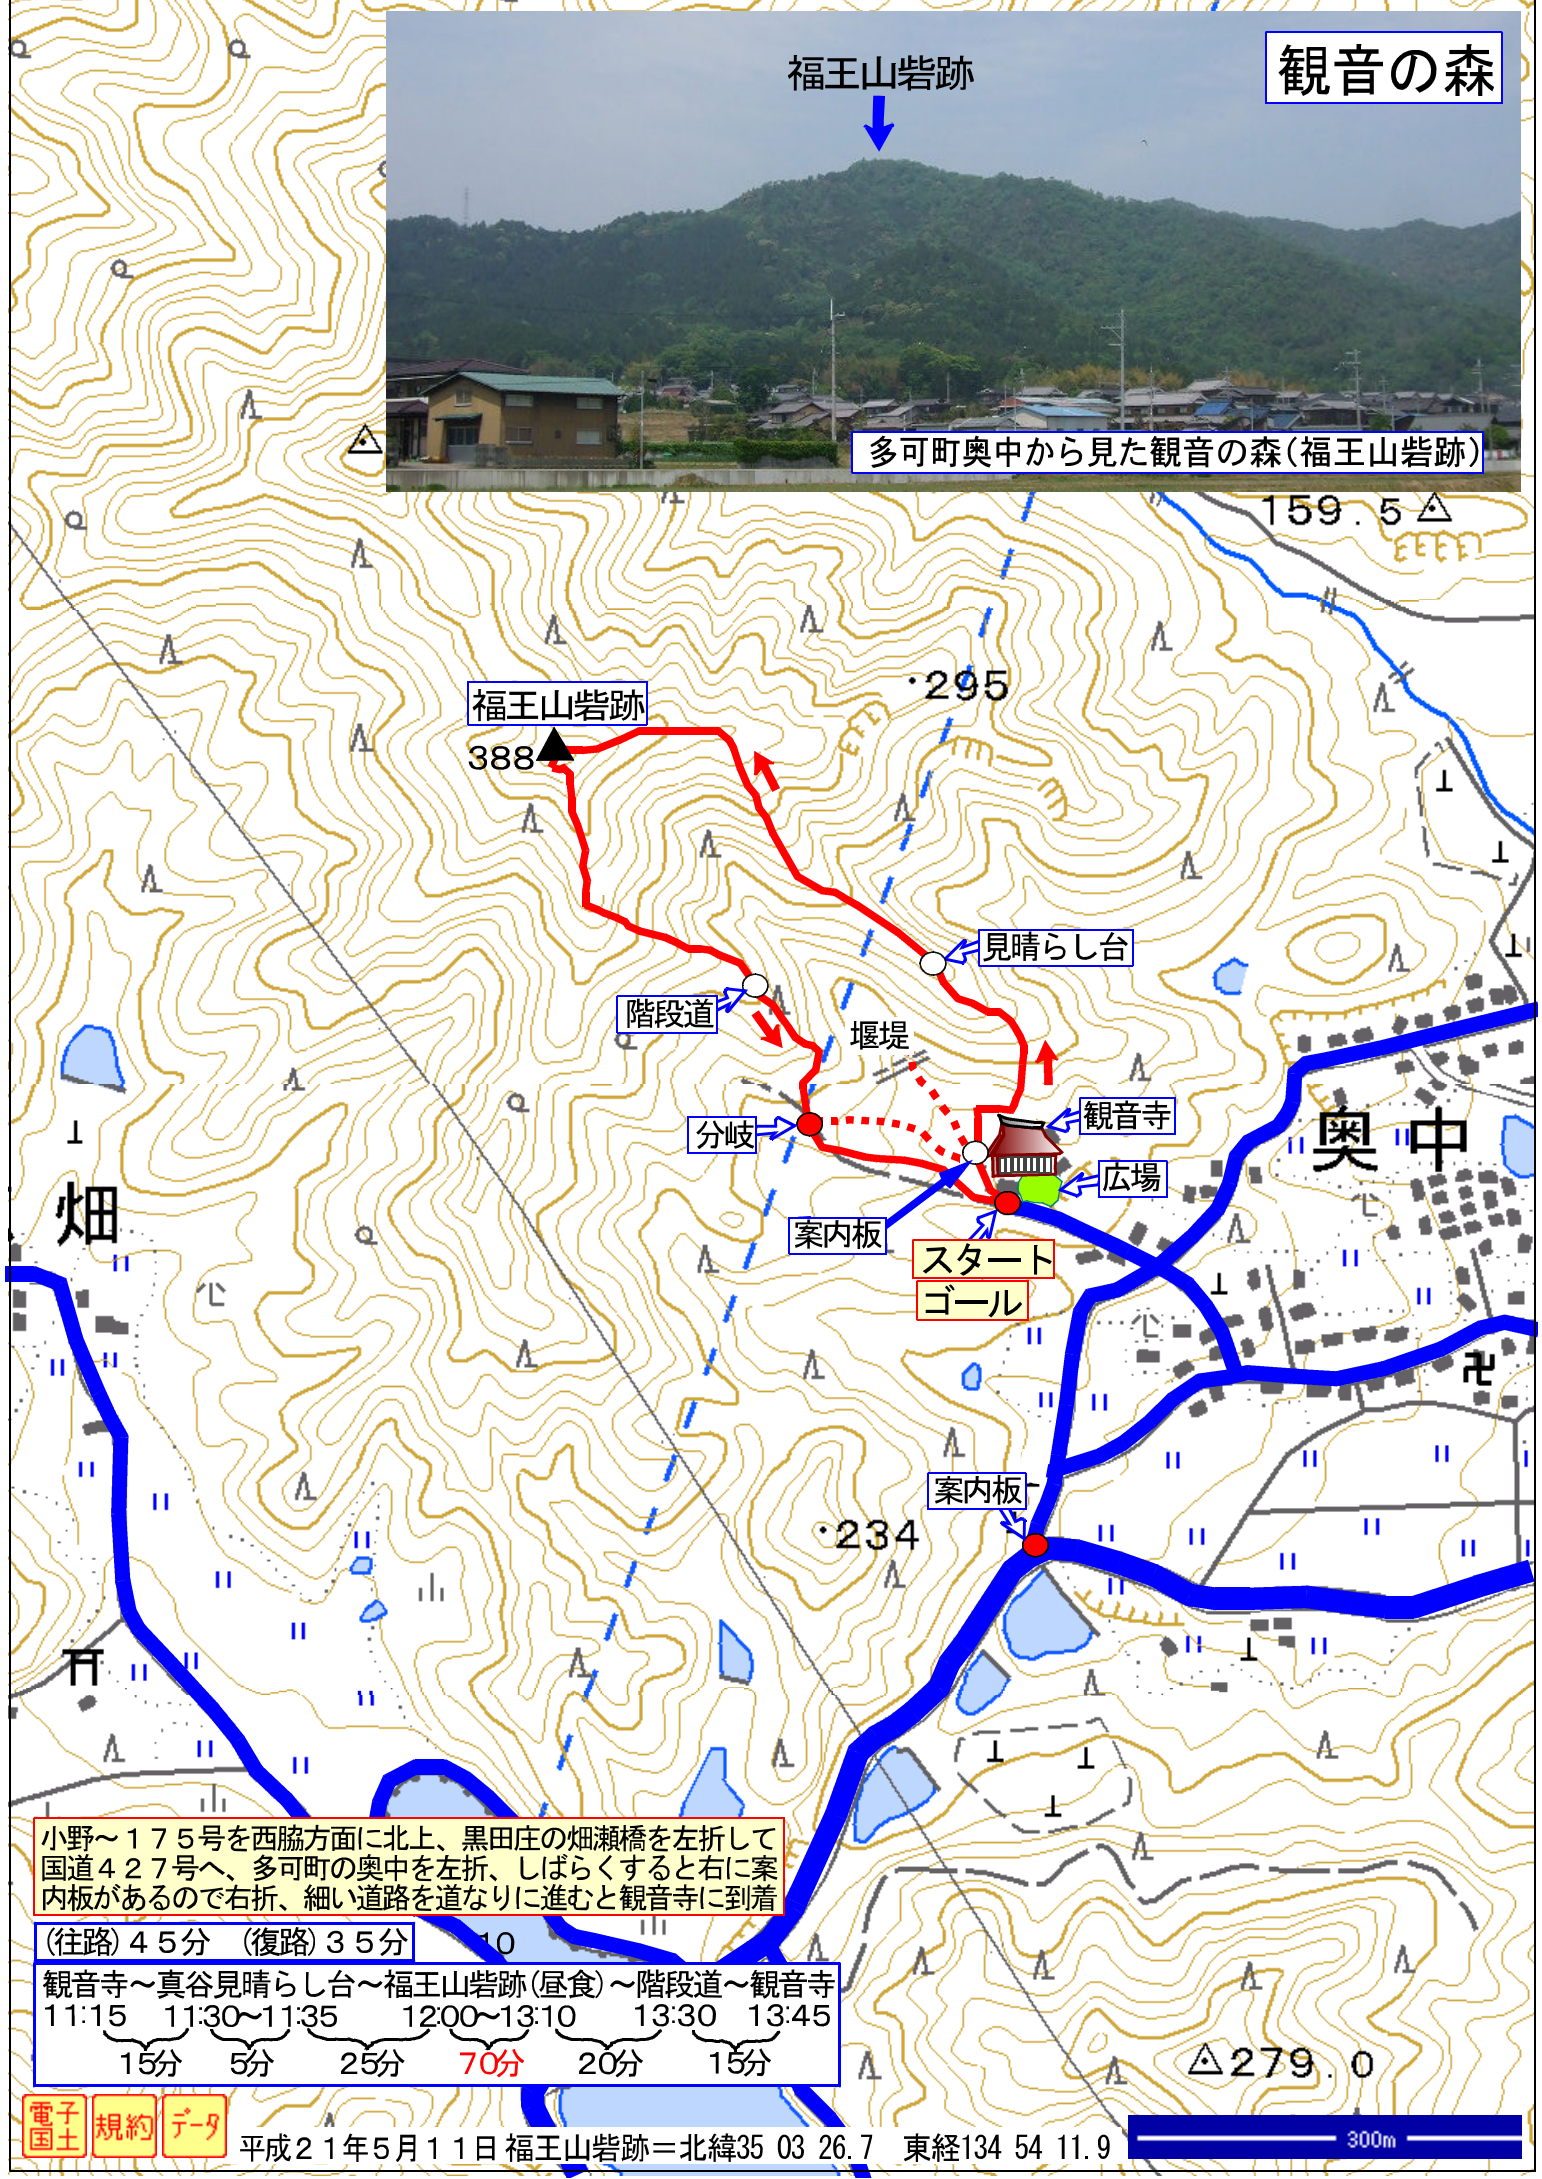 福王山砦跡
観音の森
多可町奥中から見た観音の森(福王山砦跡)
159.5
295
福王山砦跡
388
見晴らし台
階段道
堰堤
観音寺
分岐
奥中
広場
畑
案内板
スタート
ゴール
案内板
234
小野~175号を西脇方面に北上、黒田庄の畑瀬橋を左折して
国道427号へ、多可町の奥中を左折、しばらくすると右に案
内板があるので右折、細い道路を道なりに進むと観音寺に到着
(往路)45分 (復路)35分
10
観音寺~真谷見晴らし台~福王山砦跡(昼食)~階段道~観音寺
11:15 11:30~11:35 12:00~13:10 13:30 13:45
15分 5分 25分 70分 20分 15分
279.0
電子
国土
規約
データ
平成21年5月11日 福王山砦跡=北緯35 03 26.7 東経134 54 11.9
300m